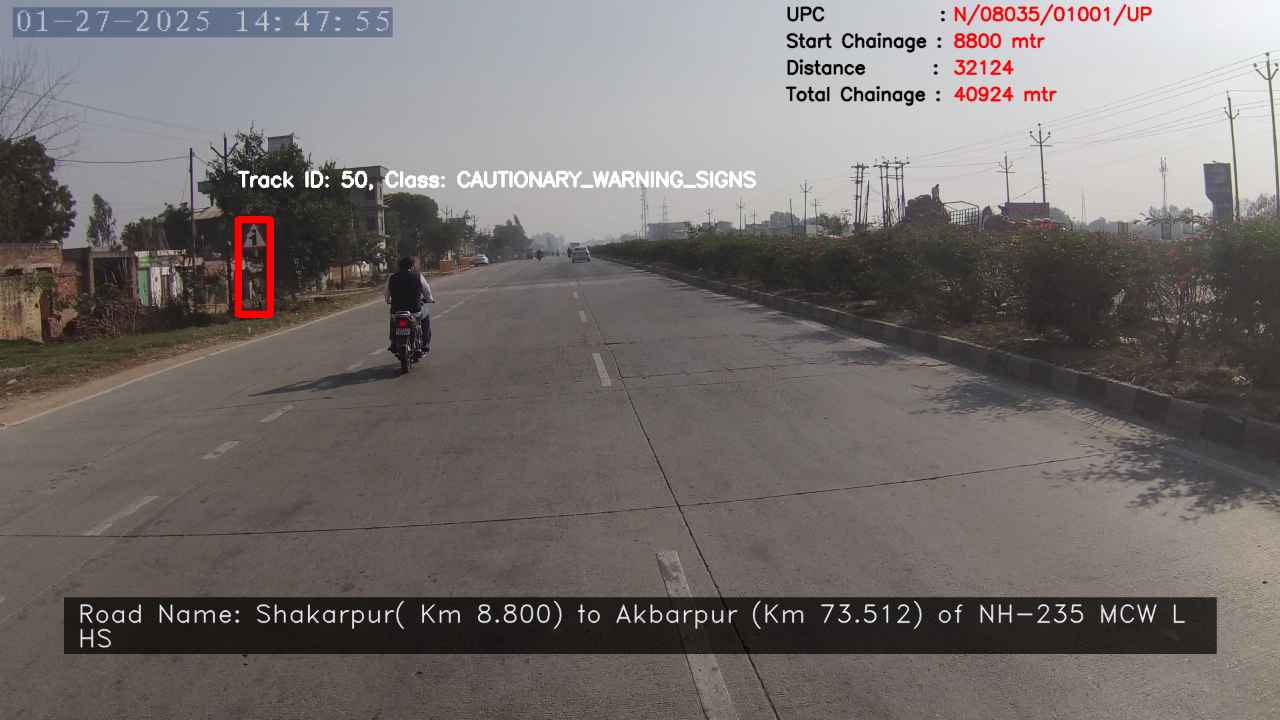 01-27-2025 14:47:55
UPC : N/08035/01001/UP
Start Chainage : 8800 mtr
Distance : 32124
Total Chainage : 40924 mtr
Track ID: 50, Class: CAUTIONARY_WARNING_SIGNS
Road Name: Shakarpur( Km 8.800) to Akbarpur (Km 73.512) of NH-235 MCW L
HS